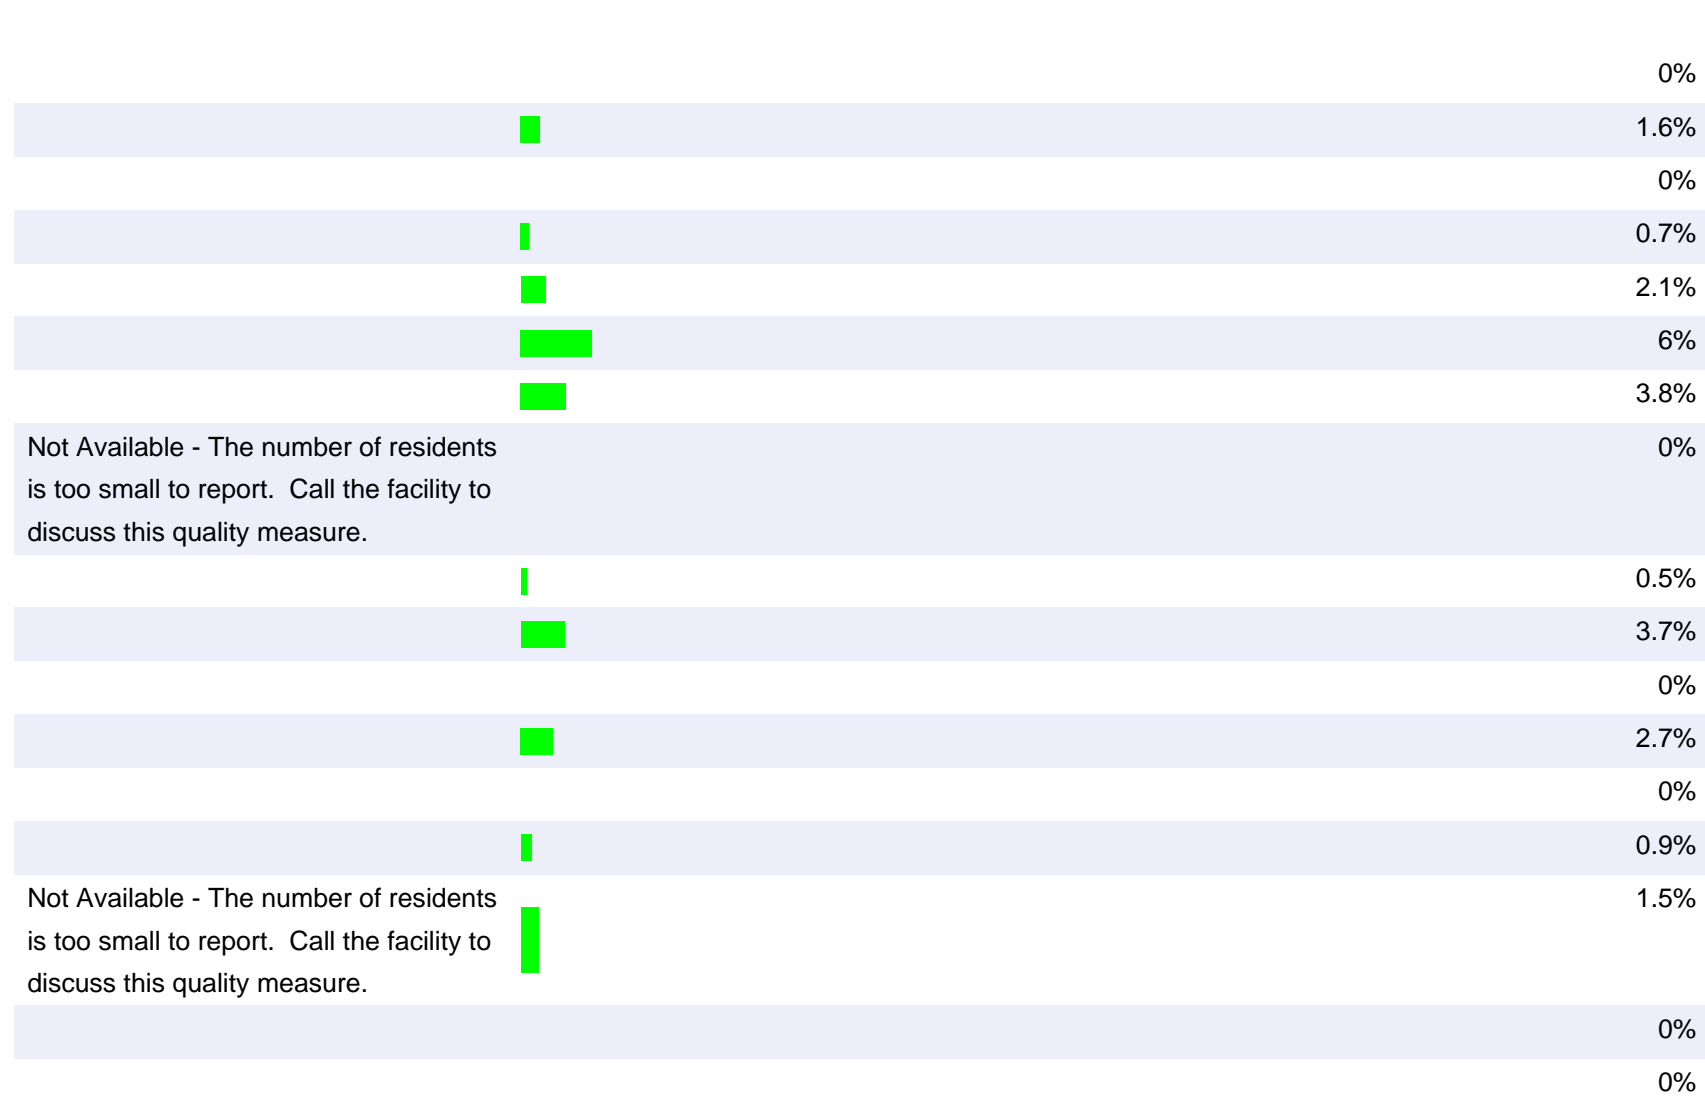 0%
1.6%
0%
0.7%
2.1%
6%
3.8%
Not Available - The number of residents 0%
is too small to report.  Call the facility to
discuss this quality measure.
0.5%
3.7%
0%
2.7%
0%
0.9%
Not Available - The number of residents 1.5%
is too small to report.  Call the facility to
discuss this quality measure.
0%
0%